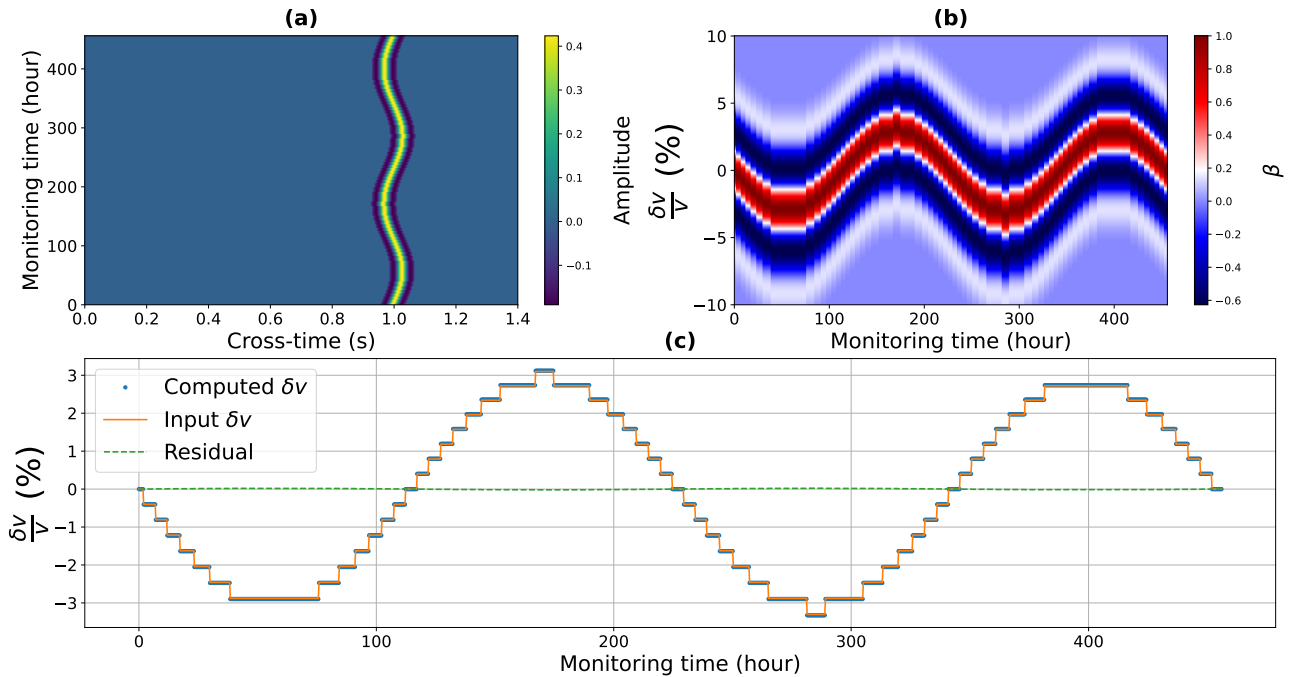 (a)
Monitoring time (hour)
400
300
200
100
0
0.0 0.2 0.4 0.6 0.8 1.0 1.2 1.4
Cross-time (s)
0.4
0.3
0.2
0.1
0.0
−0.1
Amplitude
(b)
δv/v (%)
10
5
0
−5
−10
0 100 200 300 400
Monitoring time (hour)
1.0
0.8
0.6
0.4
0.2
0.0
−0.2
−0.4
−0.6
β
(c)
δv/v (%)
3
2
1
0
−1
−2
−3
Computed δv
Input δv
Residual
0 100 200 300 400
Monitoring time (hour)